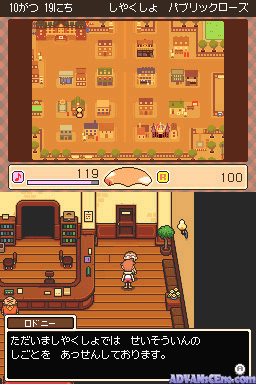 10がつ 19にち
しやくしょ パブリックローズ
119
R
100
ロドニー
ただいましやくしょでは せいそういんの
しごとを あっせんしております。
ADVANsCEne.com